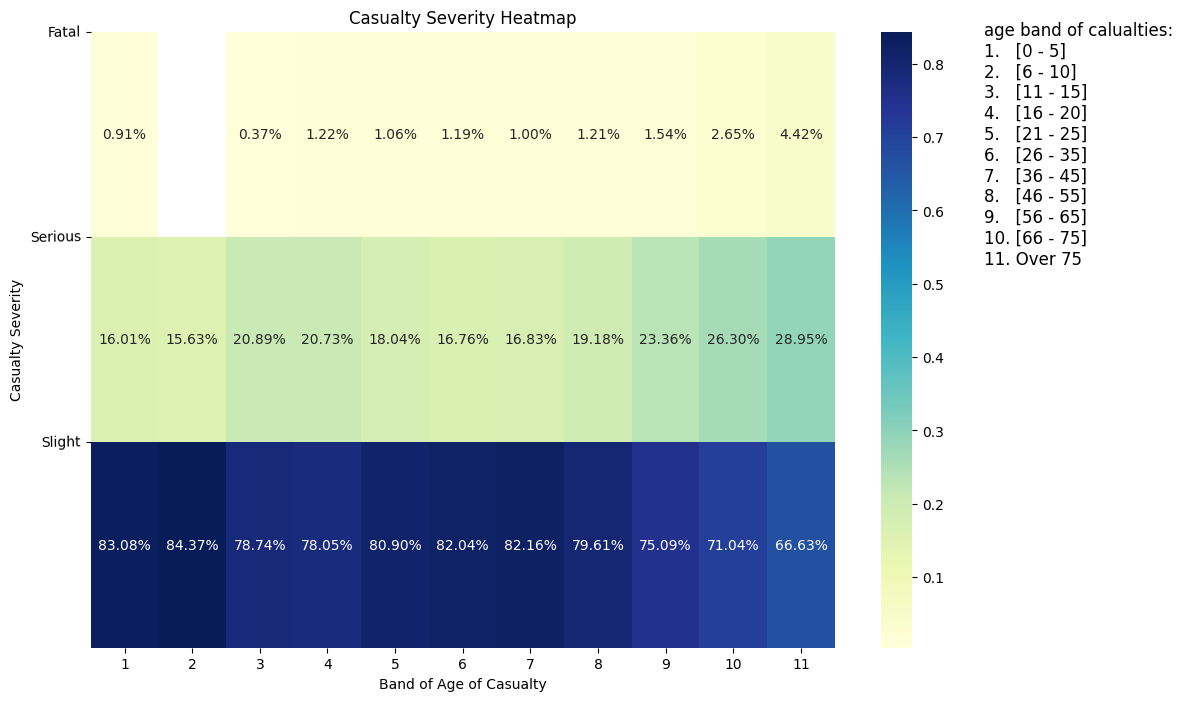 Casualty Severity Heatmap
Fatal
0.91% 0.37% 1.22% 1.06% 1.19% 1.00% 1.21% 1.54% 2.65% 4.42%
Serious
16.01% 15.63% 20.89% 20.73% 18.04% 16.76% 16.83% 19.18% 23.36% 26.30% 28.95%
Slight
83.08% 84.37% 78.74% 78.05% 80.90% 82.04% 82.16% 79.61% 75.09% 71.04% 66.63%
1 2 3 4 5 6 7 8 9 10 11
Band of Age of Casualty
Casualty Severity
0.8
0.7
0.6
0.5
0.4
0.3
0.2
0.1
age band of calualties:
1. [0 - 5]
2. [6 - 10]
3. [11 - 15]
4. [16 - 20]
5. [21 - 25]
6. [26 - 35]
7. [36 - 45]
8. [46 - 55]
9. [56 - 65]
10. [66 - 75]
11. Over 75